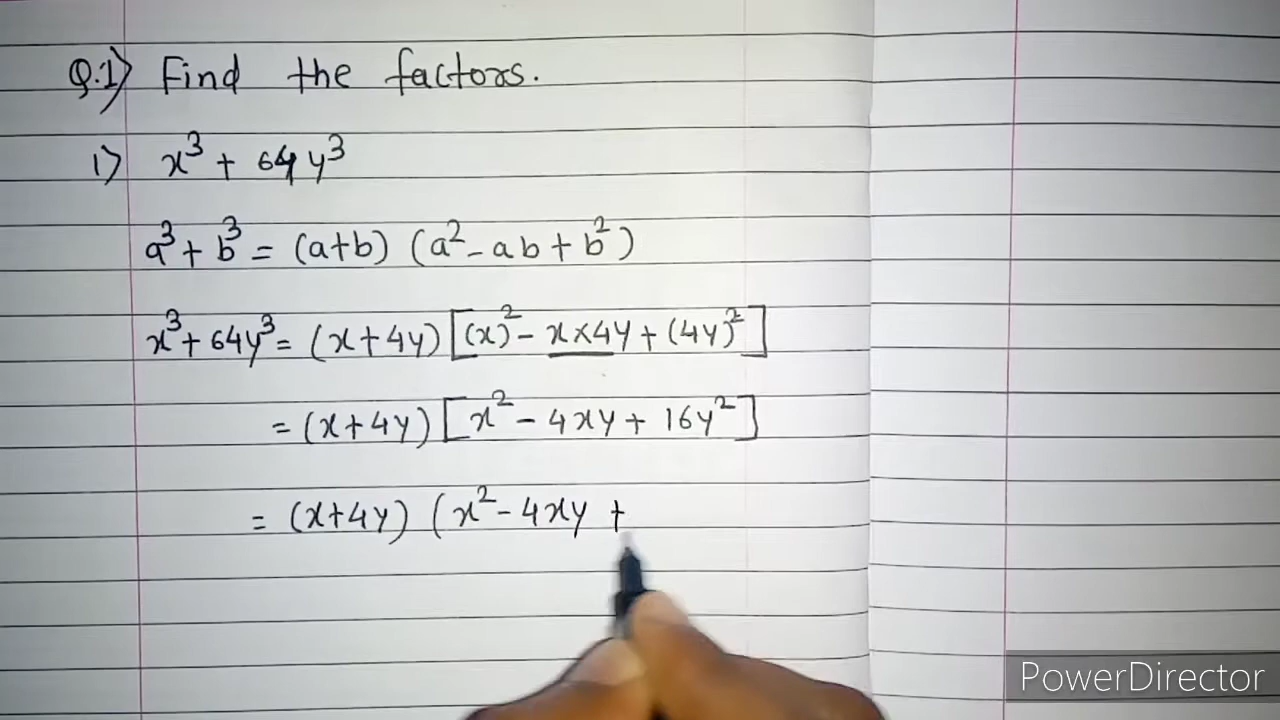 Q.1) Find the factors.
1) x³ + 64y³
a³ + b³ = (a+b) (a² - ab + b²)
x³ + 64y³ = (x + 4y) [(x)² - x×4y + (4y)²]
= (x + 4y) [x² - 4xy + 16y²]
= (x+4y) (x² - 4xy +
PowerDirector